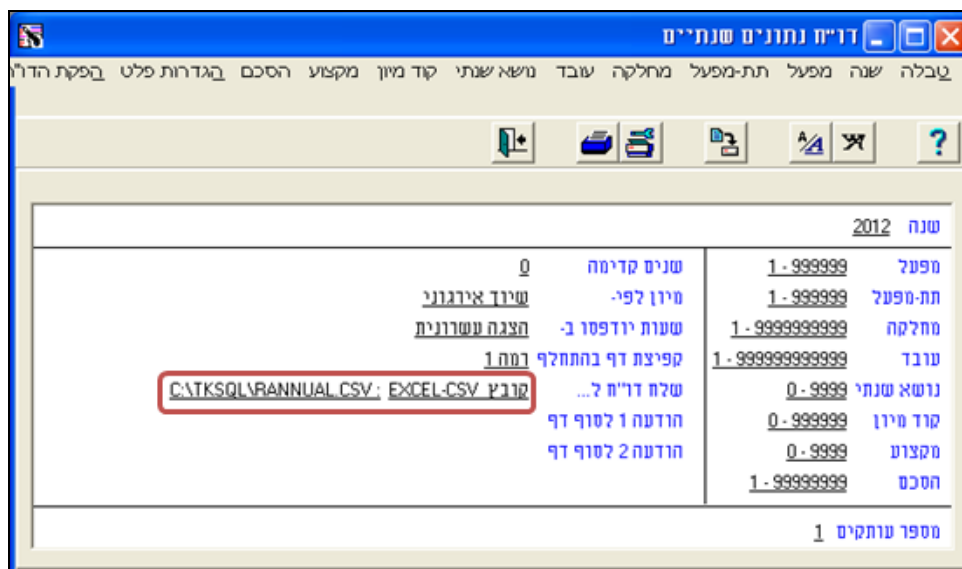 דו״ח נתונים שנתיים
טבלה שנה מפעל תת-מפעל מחלקה עובד נושא שנתי קוד מיון מקצוע הסכם הגדרות פלט הפקת הדו״ח
שנה 2012
מפעל 1 - 999999
תת-מפעל 1 - 999999
מחלקה 1 - 9999999999
עובד 1 - 999999999999
נושא שנתי 0 - 9999
קוד מיון 0 - 999999
מקצוע 0 - 9999
הסכם 1 - 99999999
שנים קדימה 0
מיון לפי- שיוך אירגוני
שעות יודפסו ב- הצגה עשרונית
קפיצת דף בהתחלף רמה 1
שלח דו״ח ל... קובץ EXCEL-CSV : C:\TKSQL\RANNUAL.CSV
הודעה 1 לסוף דף
הודעה 2 לסוף דף
מספר עותקים 1